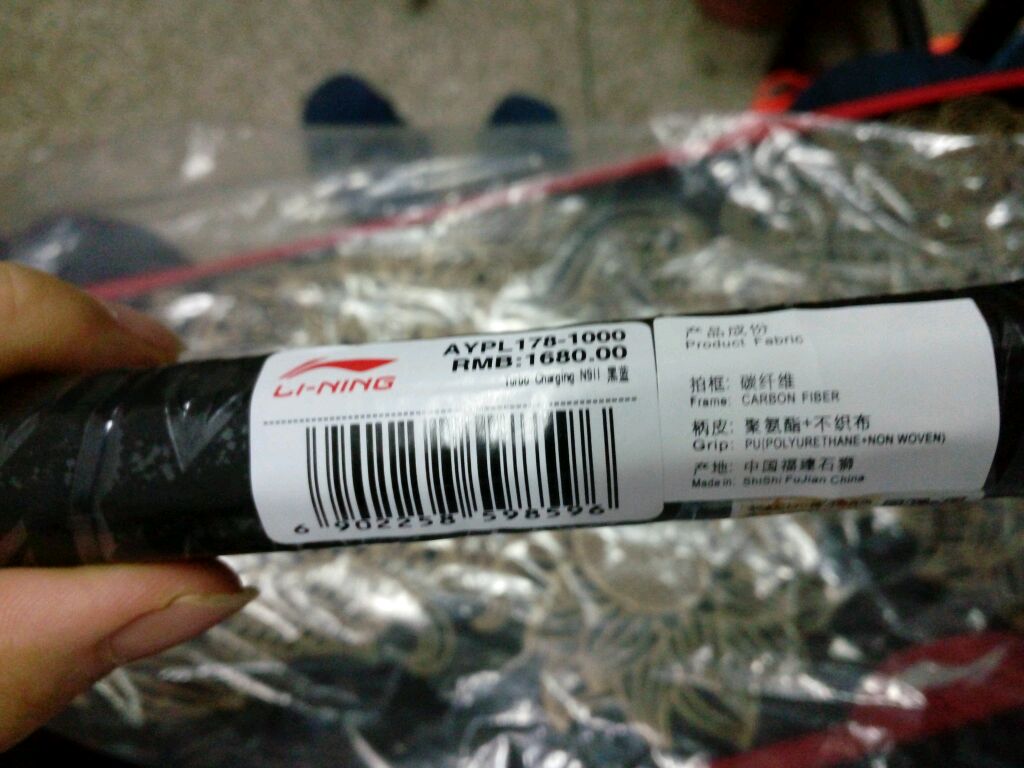 LI-NING
AYPL178-1000
RMB:1680.00
Turbo Charging N9II 黑蓝
6 902258 598596
产品成份
Product Fabric
拍框: 碳纤维
Frame: CARBON FIBER
柄皮: 聚氨酯+不织布
Grip: PU(POLYURETHANE+NON WOVEN)
产地: 中国福建石狮
Made in: ShiShi FuJian China